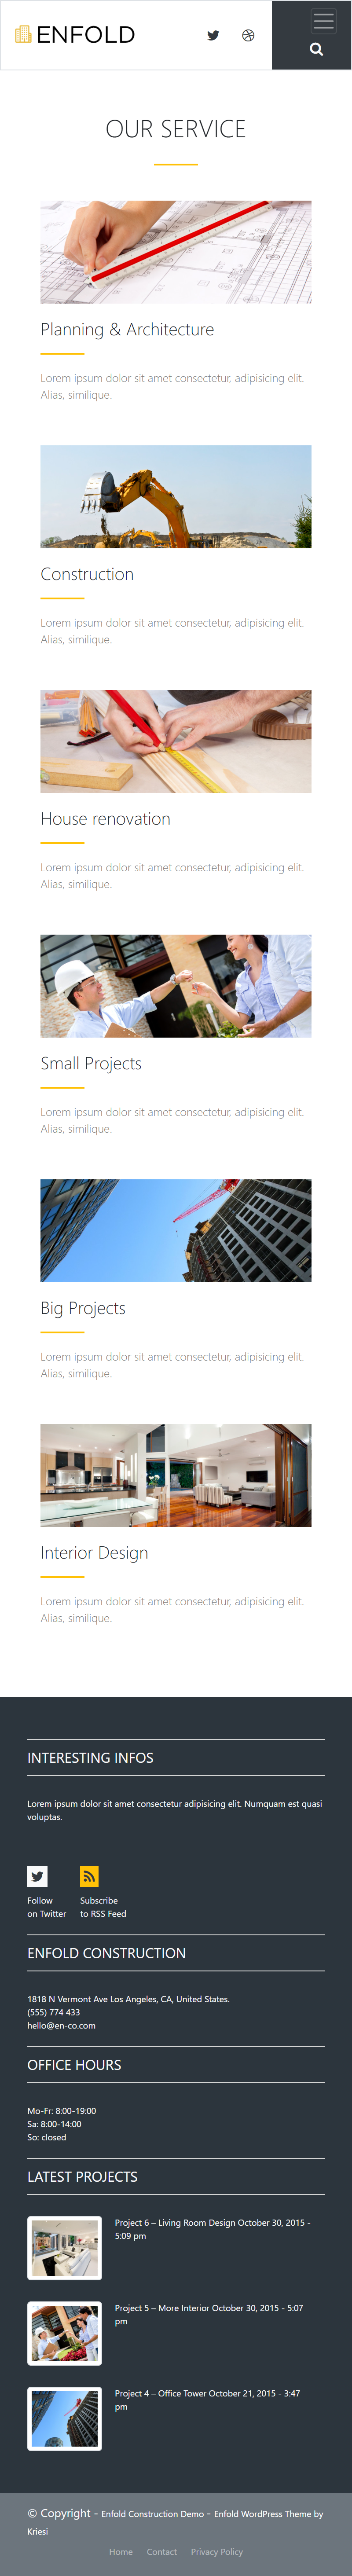 ENFOLD
OUR SERVICE
Planning & Architecture
Lorem ipsum dolor sit amet consectetur, adipisicing elit.
Alias, similique.
Construction
Lorem ipsum dolor sit amet consectetur, adipisicing elit.
Alias, similique.
House renovation
Lorem ipsum dolor sit amet consectetur, adipisicing elit.
Alias, similique.
Small Projects
Lorem ipsum dolor sit amet consectetur, adipisicing elit.
Alias, similique.
Big Projects
Lorem ipsum dolor sit amet consectetur, adipisicing elit.
Alias, similique.
Interior Design
Lorem ipsum dolor sit amet consectetur, adipisicing elit.
Alias, similique.
INTERESTING INFOS
Lorem ipsum dolor sit amet consectetur adipisicing elit. Numquam est quasi
voluptas.
Follow
on Twitter
Subscribe
to RSS Feed
ENFOLD CONSTRUCTION
1818 N Vermont Ave Los Angeles, CA, United States.
(555) 774 433
hello@en-co.com
OFFICE HOURS
Mo-Fr: 8:00-19:00
Sa: 8:00-14:00
So: closed
LATEST PROJECTS
Project 6 – Living Room Design October 30, 2015 -
5:09 pm
Project 5 – More Interior October 30, 2015 - 5:07
pm
Project 4 – Office Tower October 21, 2015 - 3:47
pm
© Copyright - Enfold Construction Demo - Enfold WordPress Theme by
Kriesi
Home Contact Privacy Policy